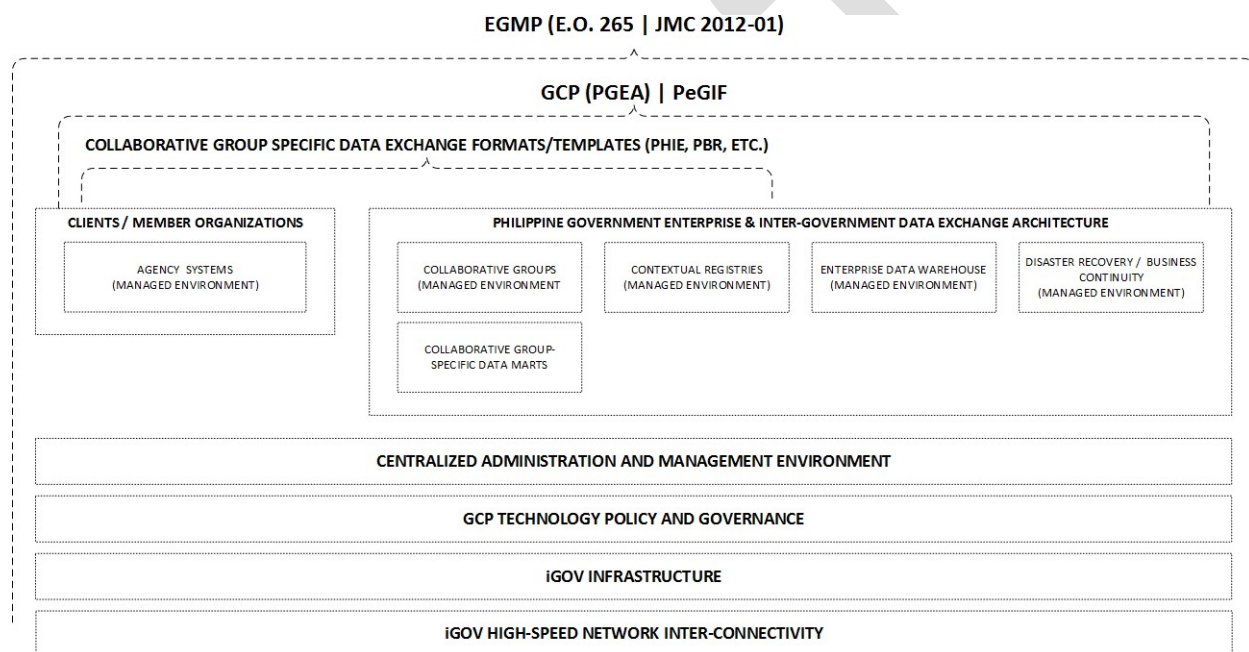 EGMP (E.O. 265 | JMC 2012-01)
GCP (PGEA) | PeGIF
COLLABORATIVE GROUP SPECIFIC DATA EXCHANGE FORMATS/TEMPLATES (PHIE, PBR, ETC.)
CLIENTS / MEMBER ORGANIZATIONS
AGENCY SYSTEMS
(MANAGED ENVIRONMENT)
PHILIPPINE GOVERNMENT ENTERPRISE & INTER-GOVERNMENT DATA EXCHANGE ARCHITECTURE
COLLABORATIVE GROUPS
(MANAGED ENVIRONMENT
CONTEXTUAL REGISTRIES
(MANAGED ENVIRONMENT)
ENTERPRISE DATA WAREHOUSE
(MANAGED ENVIRONMENT)
DISASTER RECOVERY / BUSINESS
CONTINUITY
(MANAGED ENVIRONMENT)
COLLABORATIVE GROUP-
SPECIFIC DATA MARTS
CENTRALIZED ADMINISTRATION AND MANAGEMENT ENVIRONMENT
GCP TECHNOLOGY POLICY AND GOVERNANCE
iGOV INFRASTRUCTURE
iGOV HIGH-SPEED NETWORK INTER-CONNECTIVITY